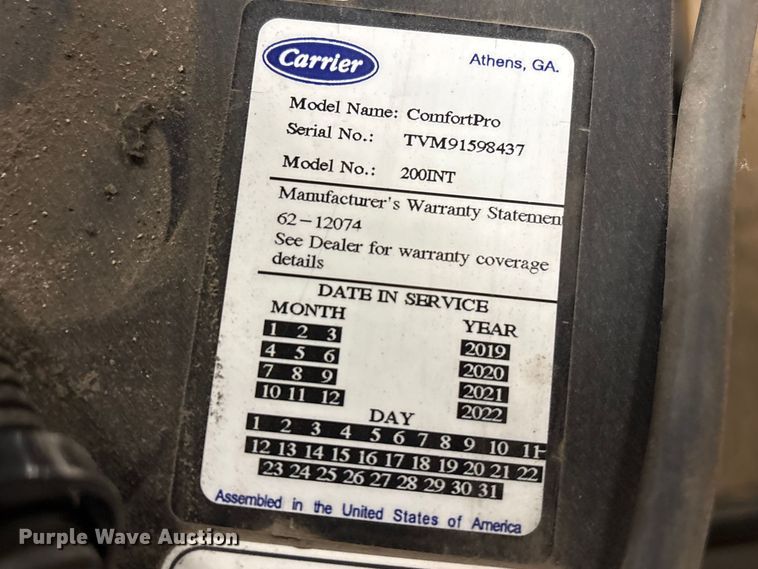 Carrier
Athens, GA.
Model Name: ComfortPro
Serial No.: TVM91598437
Model No.: 200INT
Manufacturer's Warranty Statemen
62-12074
See Dealer for warranty coverage
details
DATE IN SERVICE
MONTH YEAR
1 2 3 2019
4 5 6 2020
7 8 9 2021
10 11 12 2022
DAY
1 2 3 4 5 6 7 8 9 10 11
12 13 14 15 16 17 18 19 20 21 22
23 24 25 26 27 28 29 30 31
Assembled in the United States of America
Purple Wave Auction